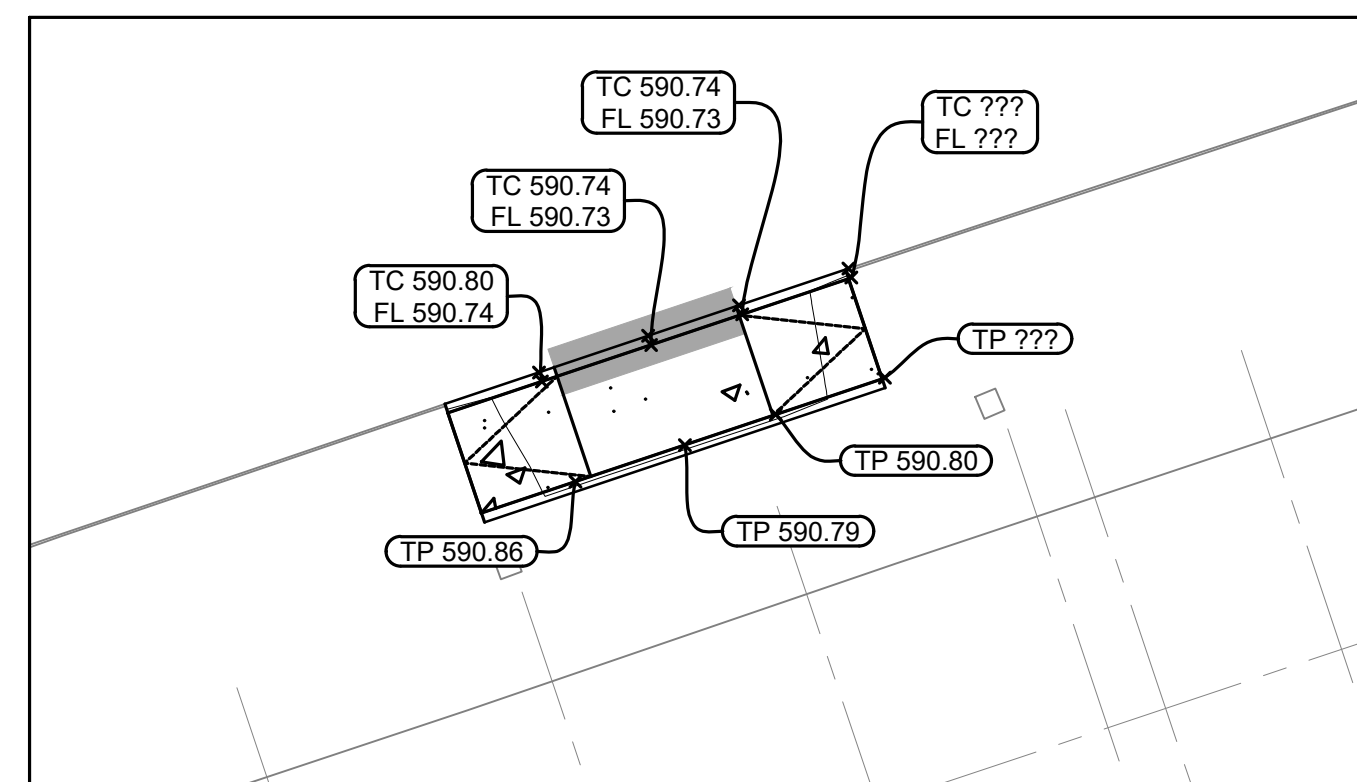 TC 590.74
FL 590.73
TC ???
FL ???
TC 590.74
FL 590.73
TC 590.80
FL 590.74
TP ???
TP 590.80
TP 590.79
TP 590.86